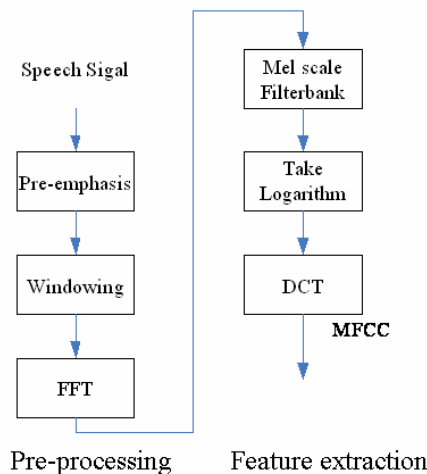 Speech Sigal
Pre-emphasis
Windowing
FFT
Pre-processing
Mel scale
Filterbank
Take
Logarithm
DCT
MFCC
Feature extraction